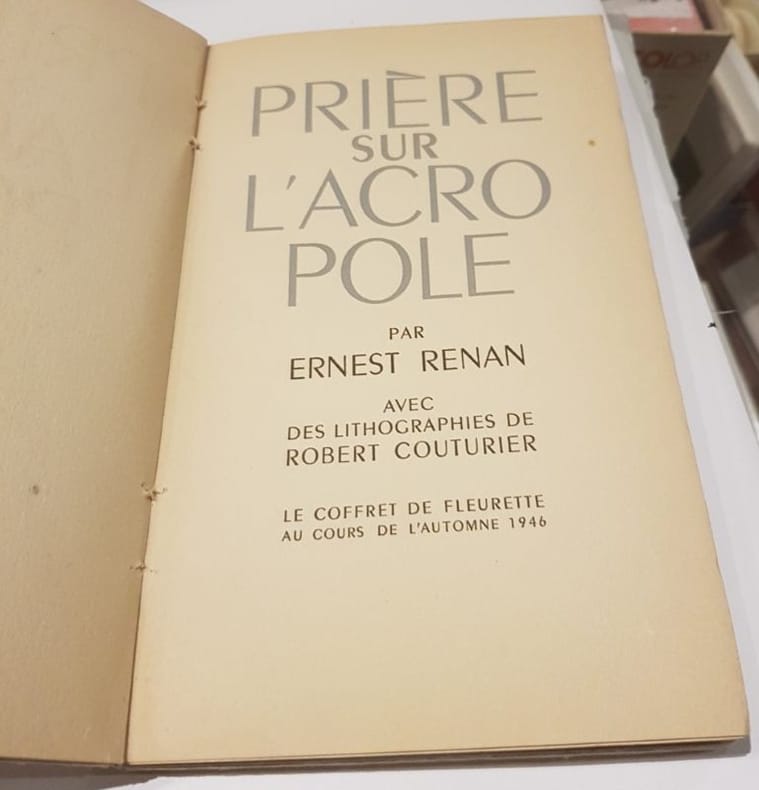 PRIÈRE
SUR
L'ACRO
POLE
PAR
ERNEST RENAN
AVEC
DES LITHOGRAPHIES DE
ROBERT COUTURIER
LE COFFRET DE FLEURETTE
AU COURS DE L'AUTOMNE 1946